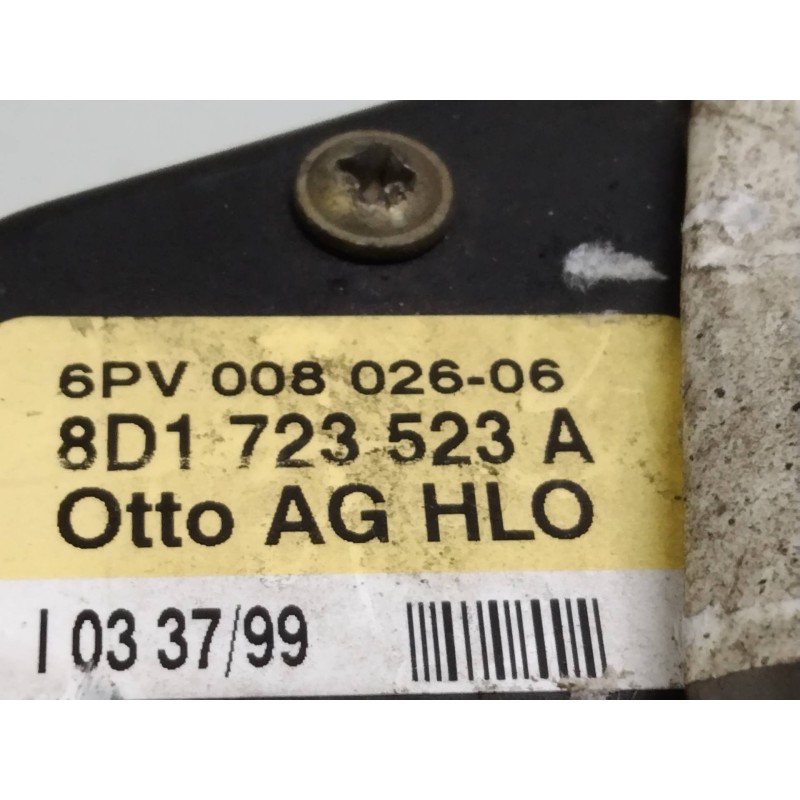 6PV 008 026-06
8D1 723 523 A
Otto AG HLO
I 03 37/99